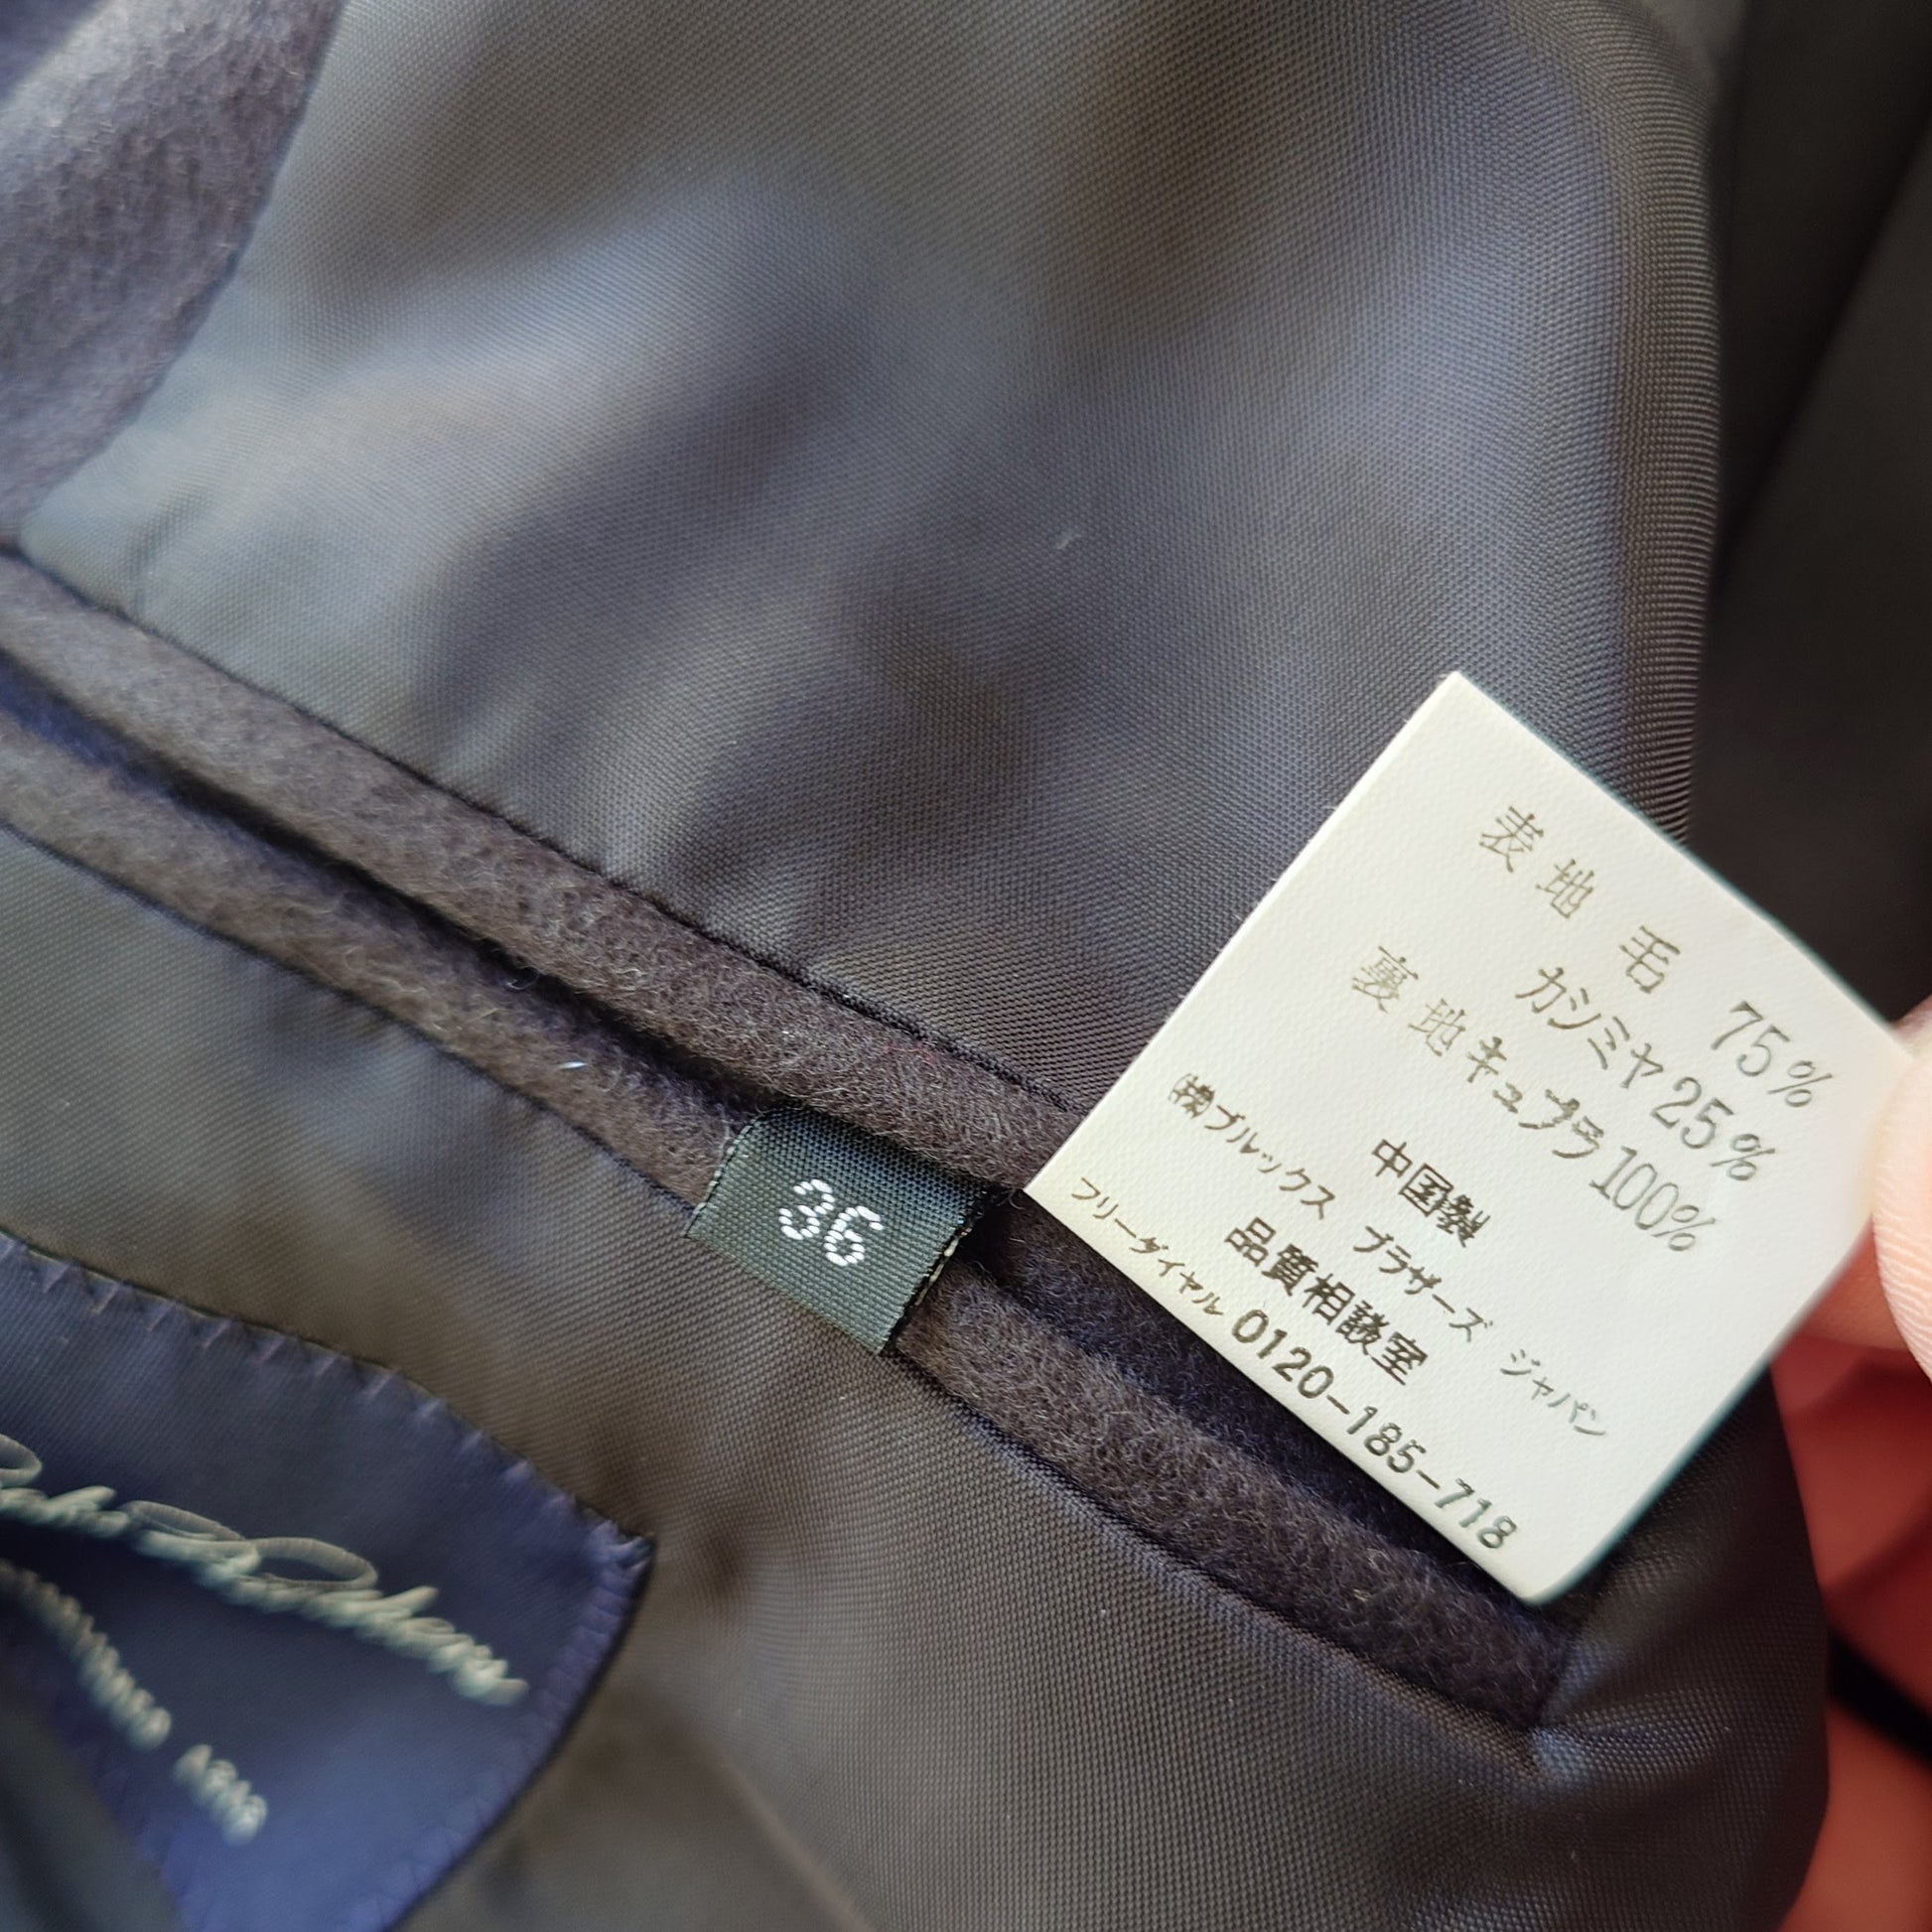 表地 毛 75%
カシミヤ 25%
裏地 キュプラ 100%
中国製
㈱ブルックス ブラザーズ ジャパン
品質相談室
フリーダイヤル 0120-185-718
36
Brothers